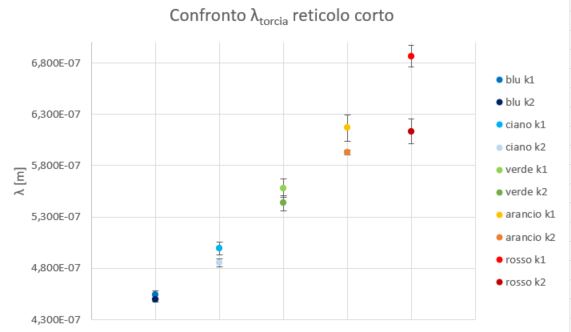 Confronto λtorcia reticolo corto
6,800E-07
6,300E-07
5,800E-07
5,300E-07
4,800E-07
4,300E-07
λ [m]
blu k1
blu k2
ciano k1
ciano k2
verde k1
verde k2
arancio k1
arancio k2
rosso k1
rosso k2